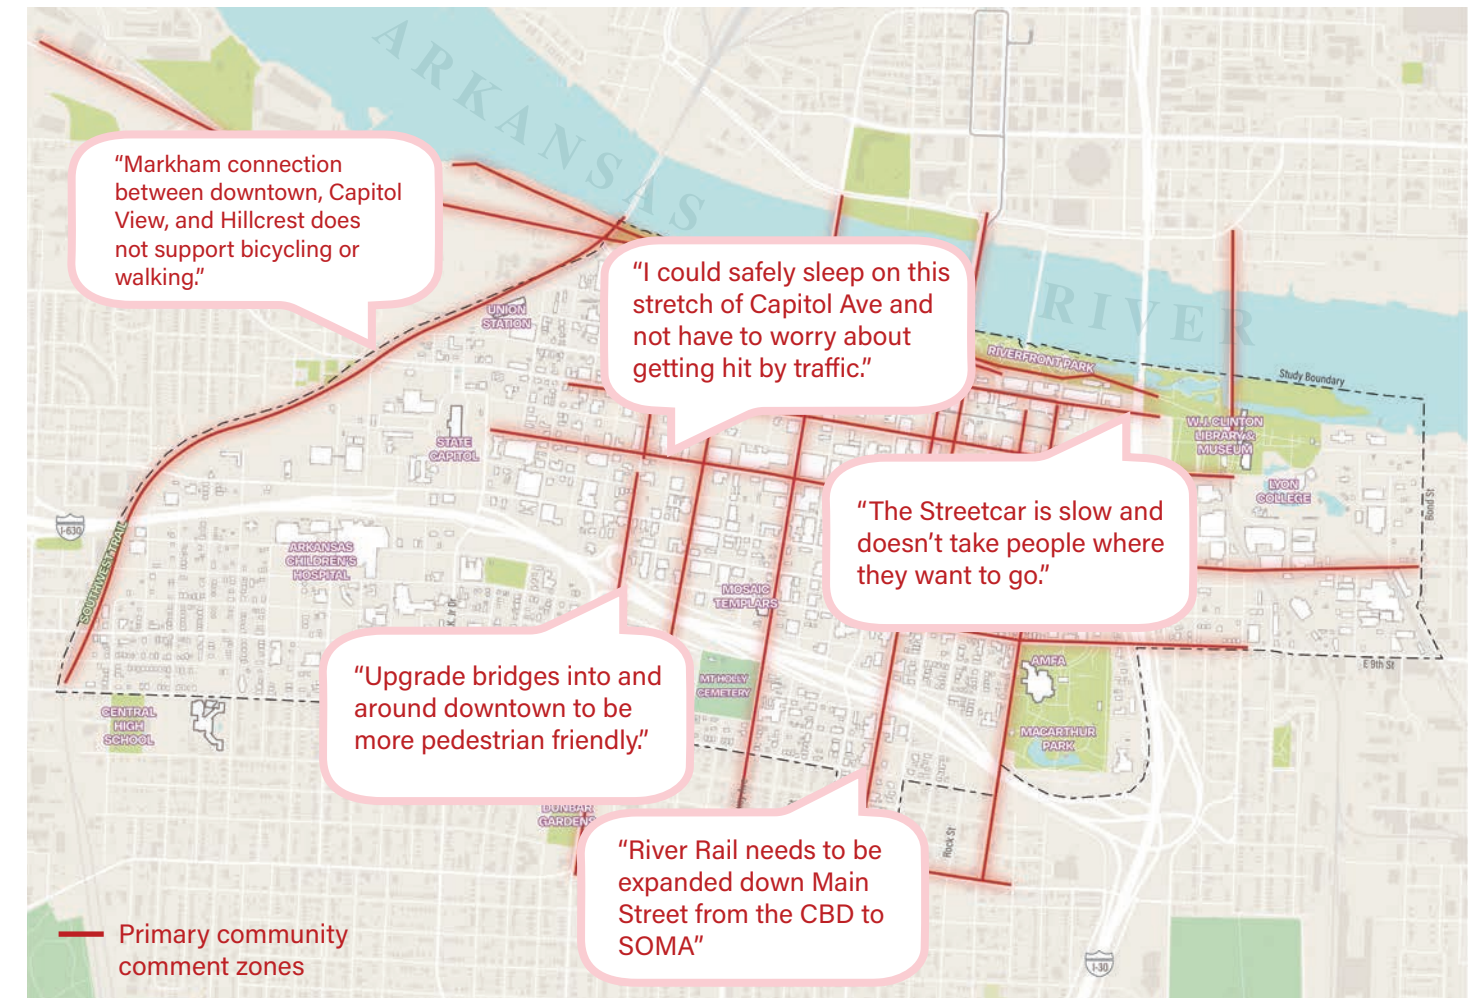 ARKANSAS
RIVER
“Markham connection
between downtown, Capitol
View, and Hillcrest does
not support bicycling or
walking.”
“I could safely sleep on this
stretch of Capitol Ave and
not have to worry about
getting hit by traffic.”
UNION
STATION
RIVERFRONT PARK
Study Boundary
STATE
CAPITOL
W.J. CLINTON
LIBRARY &
MUSEUM
LYON
COLLEGE
Bond St
“The Streetcar is slow and
doesn’t take people where
they want to go.”
I-630
SOUTHWEST TRAIL
ARKANSAS
CHILDREN'S
HOSPITAL
MOSAIC
TEMPLARS
K. Jr Dr
“Upgrade bridges into and
around downtown to be
more pedestrian friendly.”
MT HOLLY
CEMETERY
AMFA
E 9th St
MACARTHUR
PARK
CENTRAL
HIGH
SCHOOL
DUNBAR
GARDENS
Rock St
“River Rail needs to be
expanded down Main
Street from the CBD to
SOMA”
Primary community
comment zones
I-30